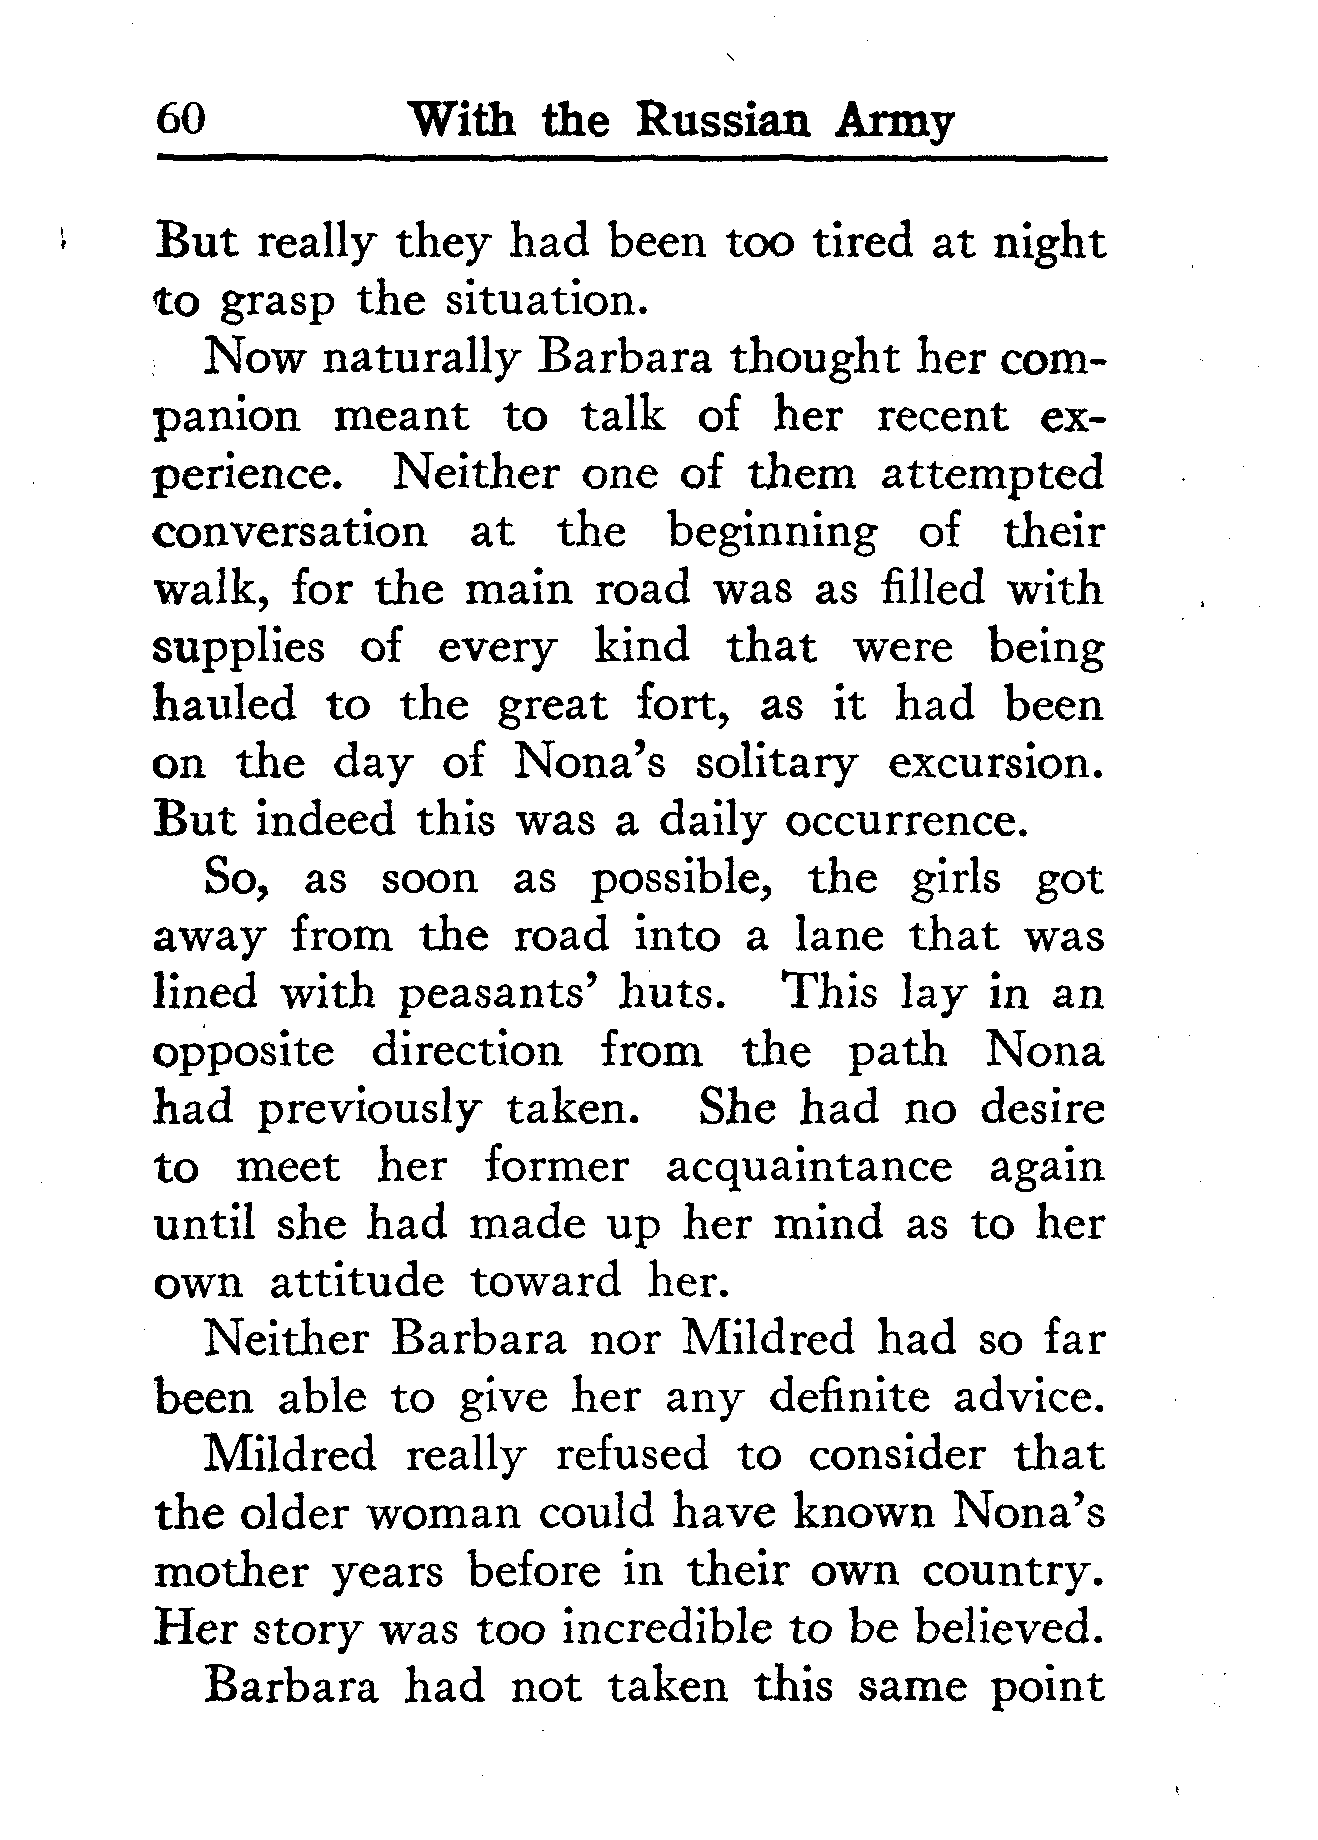 60 With the Russian Army
But really they had been too tired at night
to grasp the situation.
Now naturally Barbara thought her com-
panion meant to talk of her recent ex-
perience. Neither one of them attempted
conversation at the beginning of their
walk, for the main road was as filled with
supplies of every kind that were being
hauled to the great fort, as it had been
on the day of Nona's solitary excursion.
But indeed this was a daily occurrence.
So, as soon as possible, the girls got
away from the road into a lane that was
lined with peasants' huts. This lay in an
opposite direction from the path Nona
had previously taken. She had no desire
to meet her former acquaintance again
until she had made up her mind as to her
own attitude toward her.
Neither Barbara nor Mildred had so far
been able to give her any definite advice.
Mildred really refused to consider that
the older woman could have known Nona's
mother years before in their own country.
Her story was too incredible to be believed.
Barbara had not taken this same point